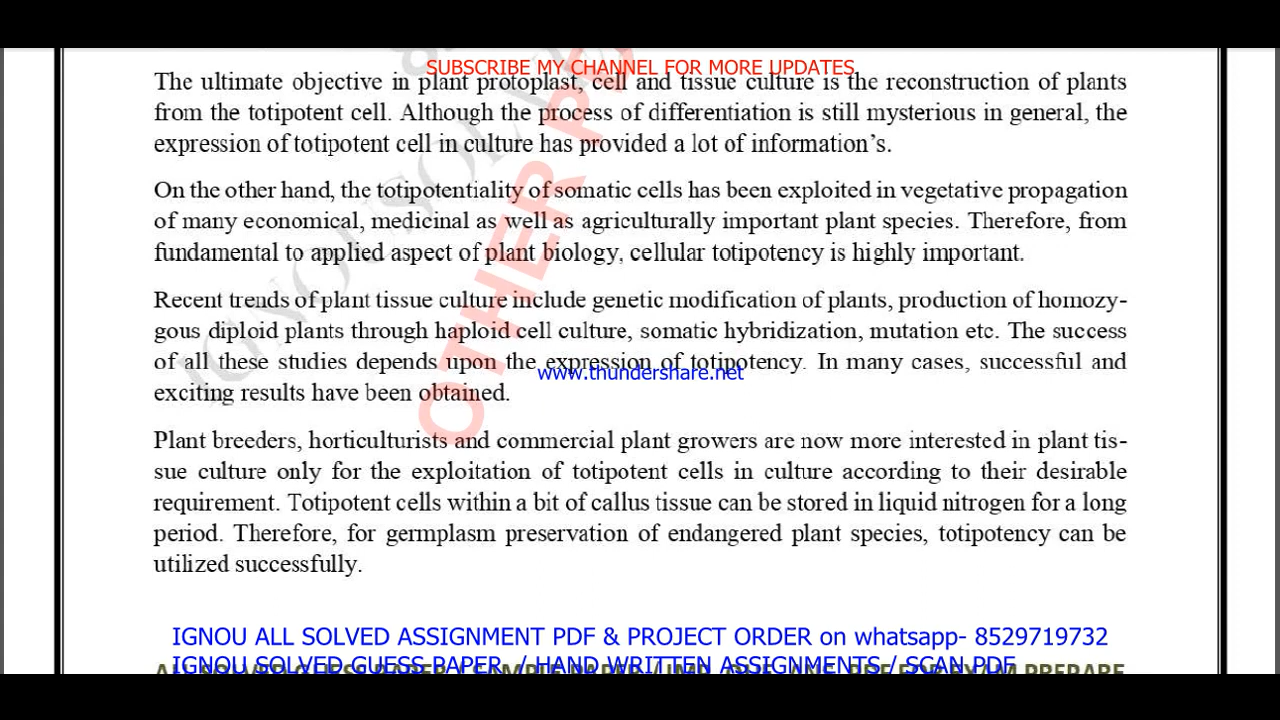 SUBSCRIBE MY CHANNEL FOR MORE UPDATES
The ultimate objective in plant protoplast, cell and tissue culture is the reconstruction of plants
from the totipotent cell. Although the process of differentiation is still mysterious in general, the
expression of totipotent cell in culture has provided a lot of information's.
On the other hand, the totipotentiality of somatic cells has been exploited in vegetative propagation
of many economical, medicinal as well as agriculturally important plant species. Therefore, from
fundamental to applied aspect of plant biology, cellular totipotency is highly important.
Recent trends of plant tissue culture include genetic modification of plants, production of homozy-
gous diploid plants through haploid cell culture, somatic hybridization, mutation etc. The success
of all these studies depends upon the expression of totipotency. In many cases, successful and
www.thundershare.net
exciting results have been obtained.
Plant breeders, horticulturists and commercial plant growers are now more interested in plant tis-
sue culture only for the exploitation of totipotent cells in culture according to their desirable
requirement. Totipotent cells within a bit of callus tissue can be stored in liquid nitrogen for a long
period. Therefore, for germplasm preservation of endangered plant species, totipotency can be
utilized successfully.
OTHER
IGNOU ALL SOLVED ASSIGNMENT PDF & PROJECT ORDER on whatsapp- 8529719732
IGNOU SOLVED GUESS PAPER / HAND WRITTEN ASSIGNMENTS / SCAN PDF